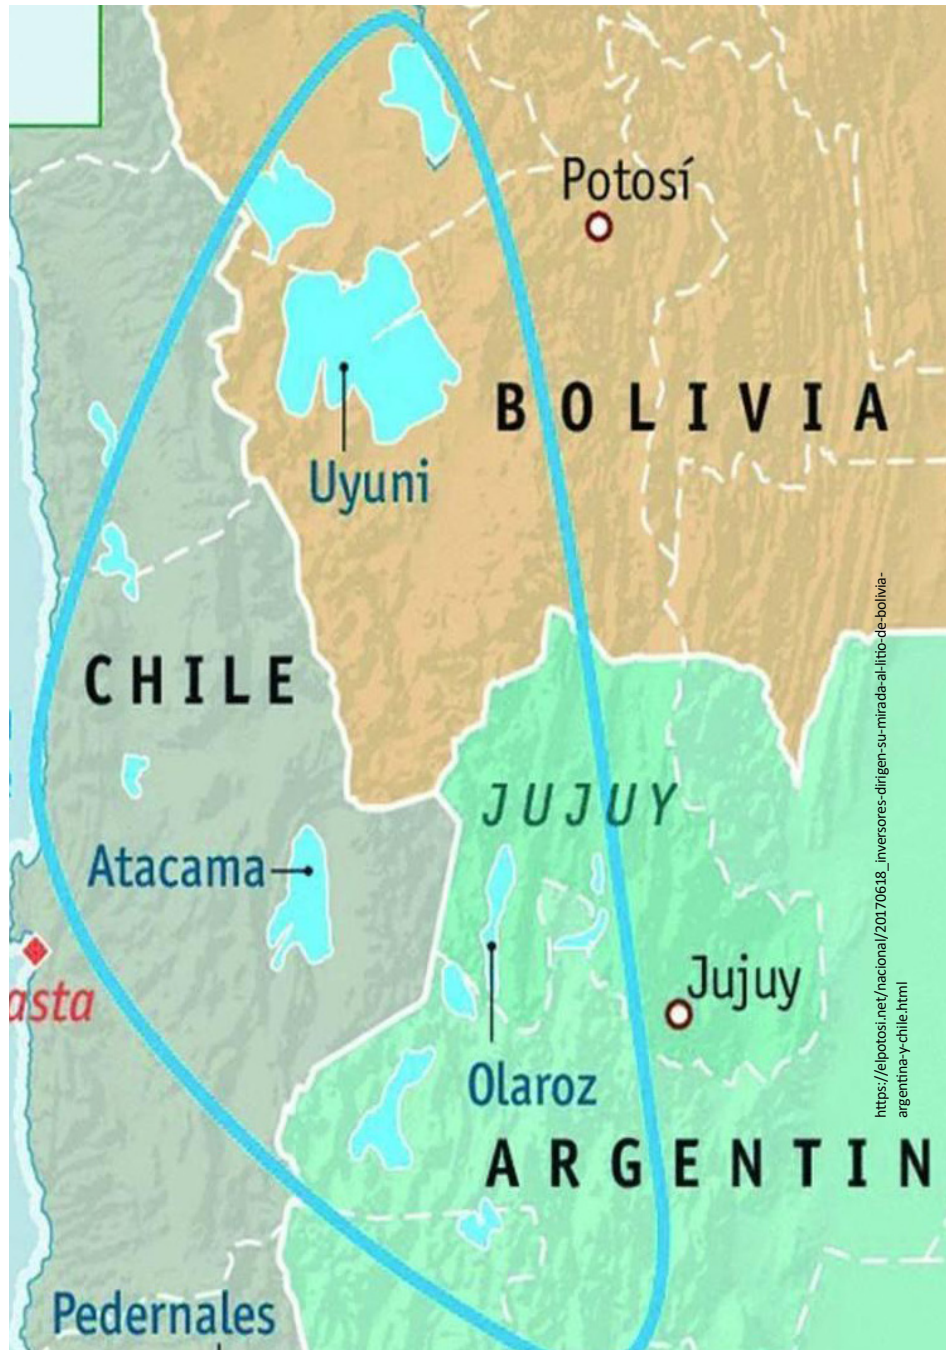 Potosí
BOLIVIA
Uyuni
CHILE
JUJUY
Atacama
Jujuy
asta
Olaroz
ARGENTIN
Pedernales
https://elpotosi.net/nacional/20170618_inversores-dirigen-su-mirada-al-litio-de-bolivia-
argentina-y-chile.html